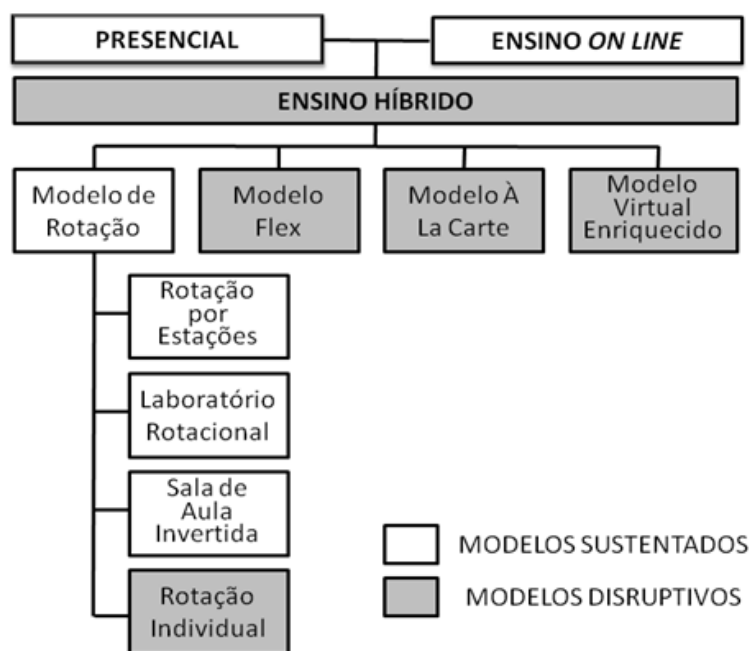 PRESENCIAL
ENSINO ON LINE
ENSINO HÍBRIDO
Modelo de
Rotação
Modelo
Flex
Modelo À
La Carte
Modelo
Virtual
Enriquecido
Rotação
por
Estações
Laboratório
Rotacional
Sala de
Aula
Invertida
Rotação
Individual
MODELOS SUSTENTADOS
MODELOS DISRUPTIVOS